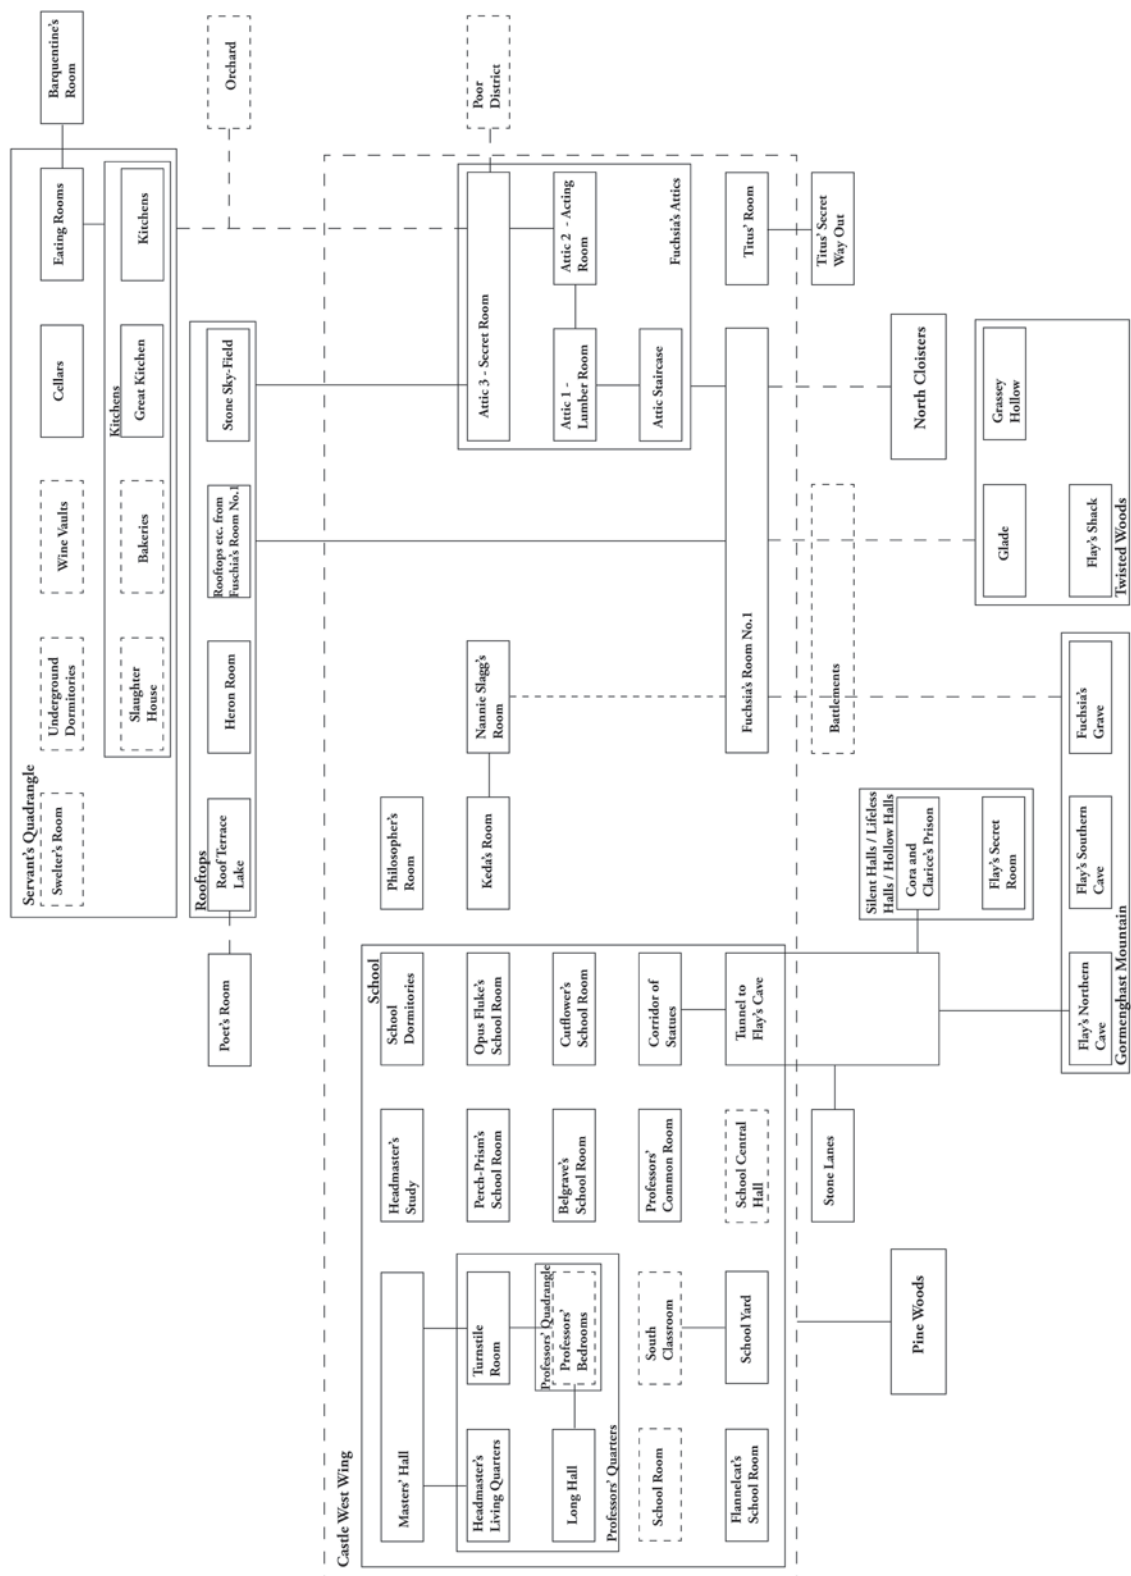 Servant's Quadrangle
Swelter's Room
Underground
Dormitories
Wine Vaults
Cellars
Eating Rooms
Barquentine's
Room
Kitchens
Slaughter
House
Bakeries
Great Kitchen
Kitchens
Rooftops
Poet's Room
Roof Terrace
Lake
Heron Room
Rooftops etc. from
Fuschia's Room No.1
Stone Sky-Field
Orchard
Castle West Wing
School
Masters' Hall
Headmaster's
Study
School
Dormitories
Philosopher's
Room
Headmaster's
Living Quarters
Turnstile
Room
Perch-Prism's
School Room
Opus Fluke's
School Room
Keda's Room
Nannie Slagg's
Room
Attic 3 - Secret Room
Poor
District
Long Hall
Professors' Quadrangle
Professors'
Bedrooms
Professors' Quarters
Belgrave's
School Room
Cutflower's
School Room
Attic 1 -
Lumber Room
Attic 2 - Acting
Room
School Room
South
Classroom
Professors'
Common Room
Corridor of
Statues
Attic Staircase
Fuchsia's Attics
Flannelcat's
School Room
School Yard
School Central
Hall
Tunnel to
Flay's Cave
Fuchsia's Room No.1
Titus' Room
Stone Lanes
Battlements
Titus' Secret
Way Out
Pine Woods
Silent Halls / Lifeless
Halls / Hollow Halls
Cora and
Clarice's Prison
Flay's Secret
Room
North Cloisters
Glade
Grassey
Hollow
Flay's Shack
Twisted Woods
Flay's Northern
Cave
Flay's Southern
Cave
Fuchsia's
Grave
Gormenghast Mountain